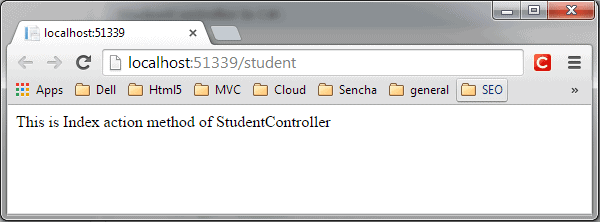 localhost:51339
localhost:51339/student
C
Apps Dell Html5 MVC Cloud Sencha general SEO »
This is Index action method of StudentController